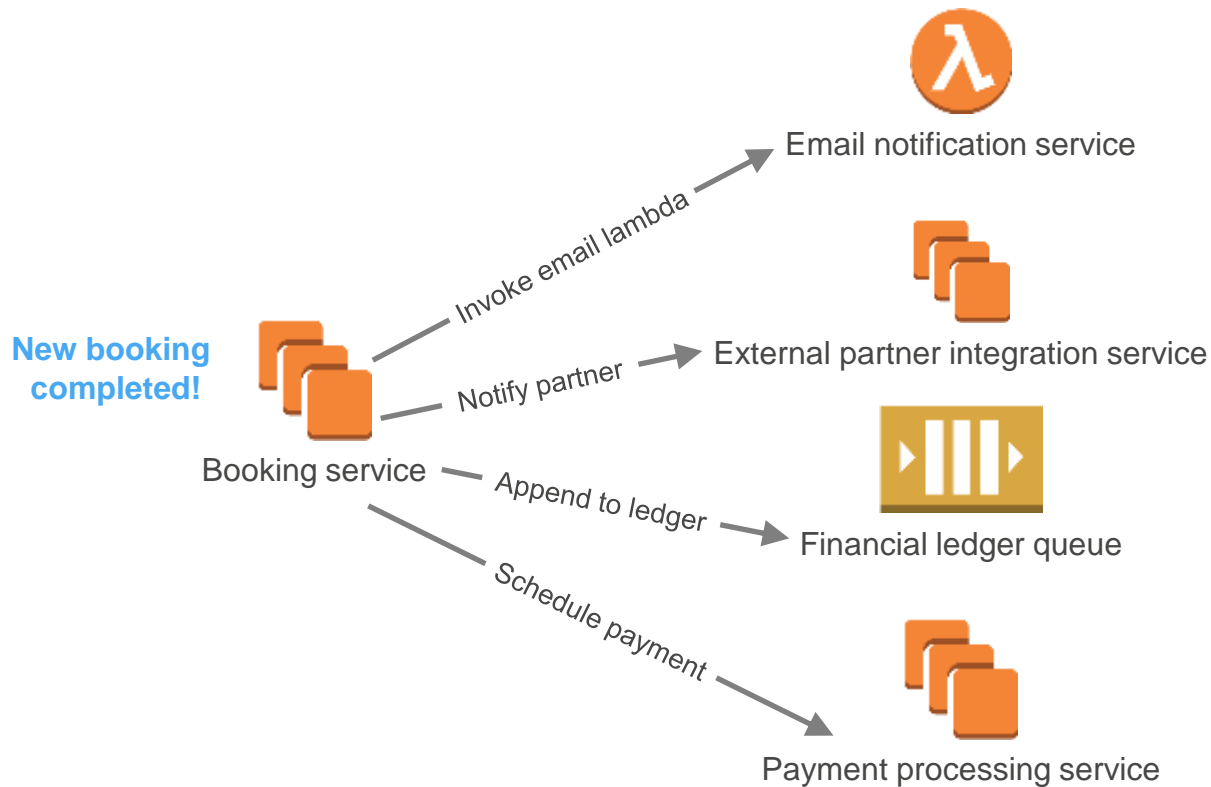 Email notification service
Invoke email lambda
New booking
completed!
External partner integration service
Notify partner
Booking service
Append to ledger
Financial ledger queue
Schedule payment
Payment processing service